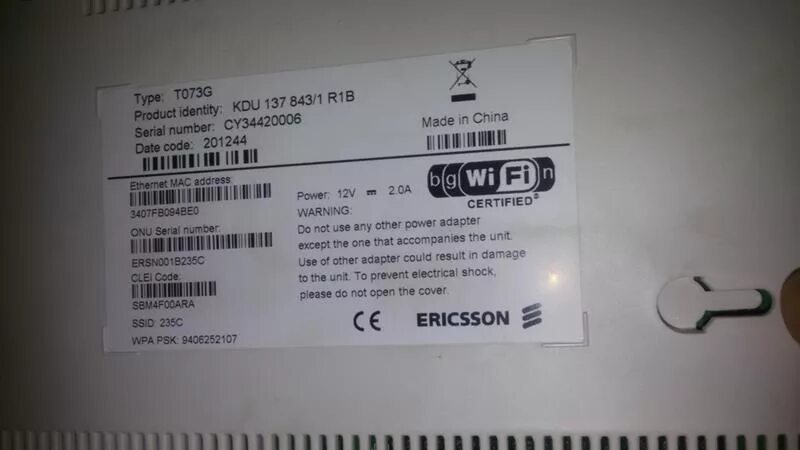 Type: T073G
Product identity: KDU 137 843/1 R1B
Serial number: CY34420006
Date code: 201244
Made in China
Ethernet MAC address:
3407FB094BE0
ONU Serial number:
ERSN001B235C
CLEI Code:
SBM4F00ARA
SSID: 235C
WPA PSK: 9406252107
b g Wi Fi n
CERTIFIED®
Power: 12V ⎓ 2.0A
WARNING:
Do not use any other power adapter
except the one that accompanies the unit.
Use of other adapter could result in damage
to the unit. To prevent electrical shock,
please do not open the cover.
CE ERICSSON